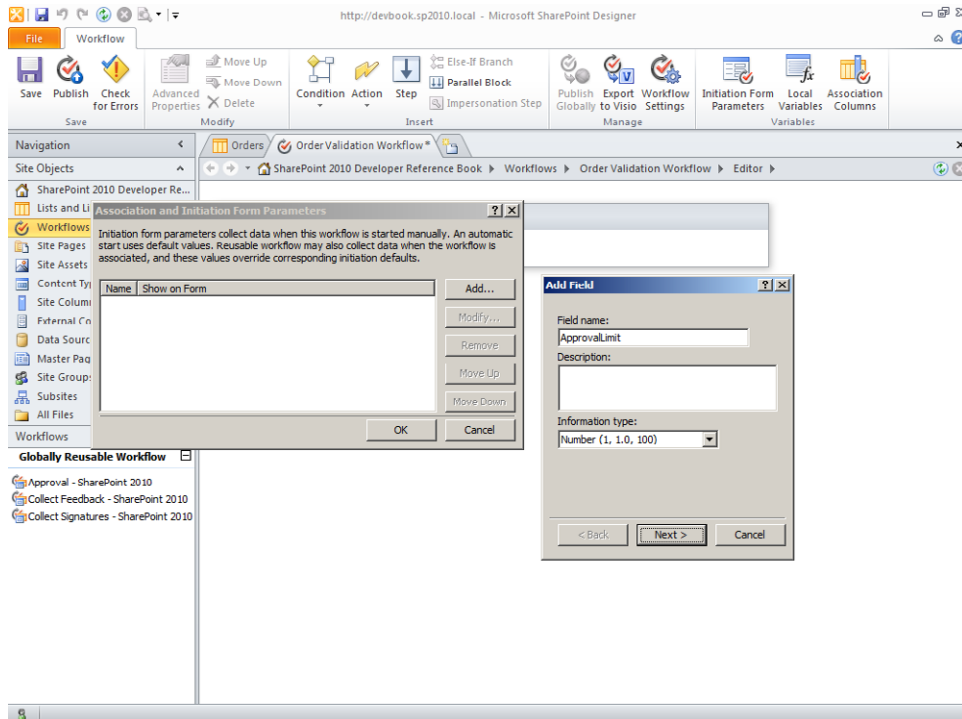 http://devbook.sp2010.local - Microsoft SharePoint Designer
File Workflow
Save Publish Check for Errors
Save
Advanced Properties
Move Up
Move Down
Delete
Modify
Condition Action Step
Else-If Branch
Parallel Block
Impersonation Step
Insert
Publish Globally
Export to Visio
Workflow Settings
Manage
Initiation Form Parameters
Local Variables
Association Columns
Variables
Navigation
Orders
Order Validation Workflow *
Site Objects
SharePoint 2010 Developer Reference Book
Workflows
Order Validation Workflow
Editor
SharePoint 2010 Developer Re...
Lists and Li
Workflows
Site Pages
Site Assets
Content Ty
Site Colum
External Co
Data Sourc
Master Pag
Site Group
Subsites
All Files
Workflows
Globally Reusable Workflow
Approval - SharePoint 2010
Collect Feedback - SharePoint 2010
Collect Signatures - SharePoint 2010
Association and Initiation Form Parameters
Initiation form parameters collect data when this workflow is started manually. An automatic
start uses default values. Reusable workflow may also collect data when the workflow is
associated, and these values override corresponding initiation defaults.
Name Show on Form
Add...
Modify...
Remove
Move Up
Move Down
OK Cancel
Add Field
Field name:
ApprovalLimit
Description:
Information type:
Number (1, 1.0, 100)
< Back Next > Cancel